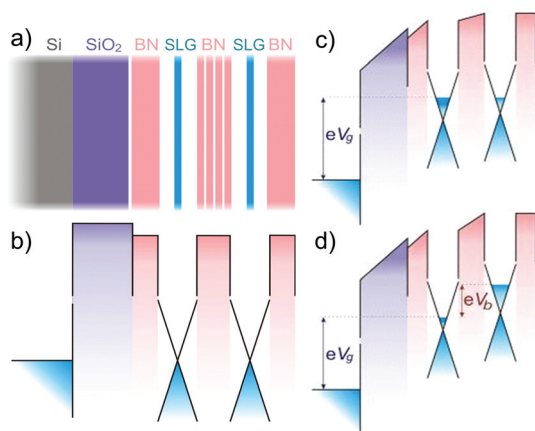 a)
Si SiO₂ BN SLG BN SLG BN
b)
c)
eVg
d)
eVb
eVg